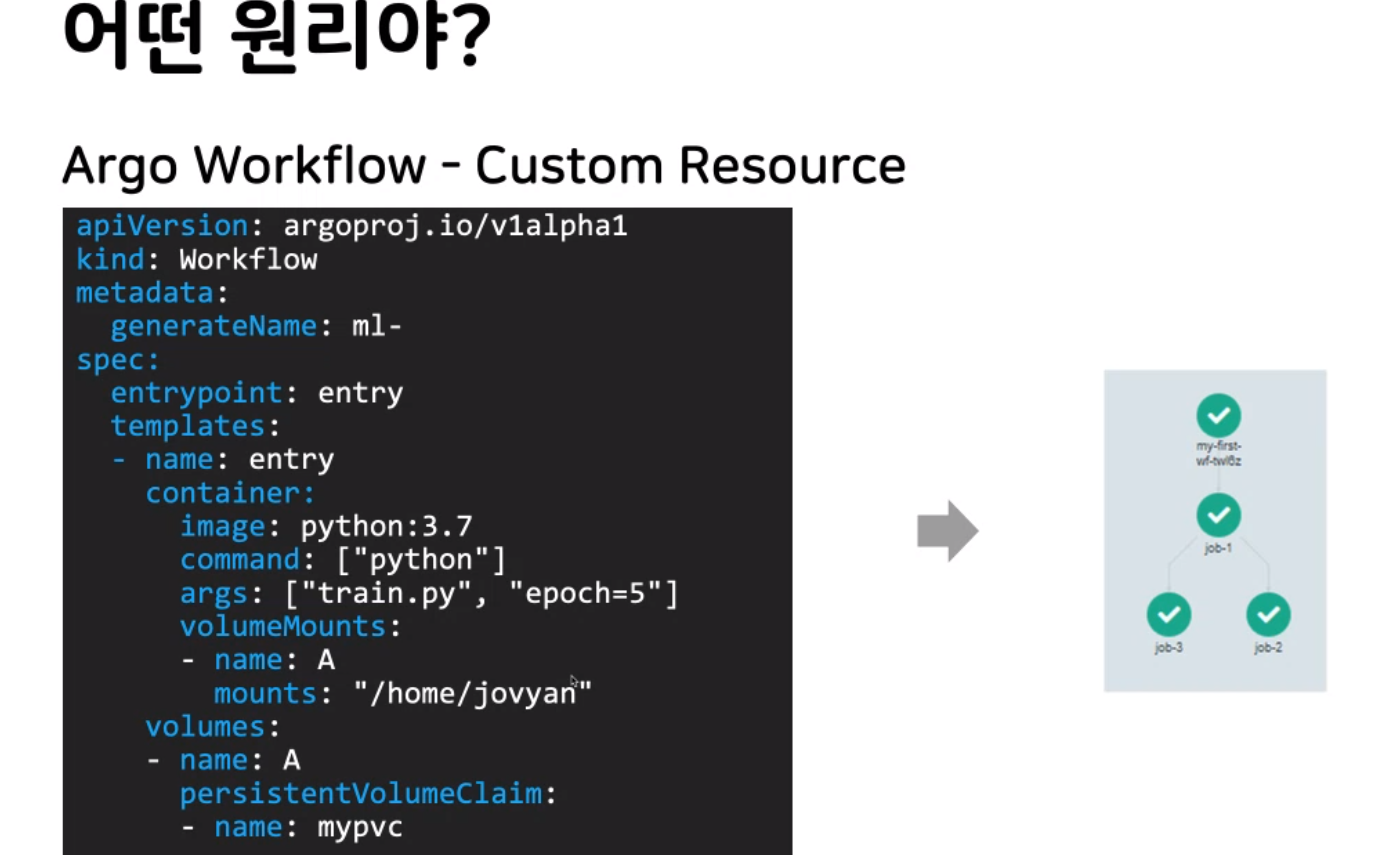 어떤 원리야?
Argo Workflow - Custom Resource
apiVersion: argoproj.io/v1alpha1
kind: Workflow
metadata:
  generateName: ml-
spec:
  entrypoint: entry
  templates:
  - name: entry
    container:
      image: python:3.7
      command: ["python"]
      args: ["train.py", "epoch=5"]
      volumeMounts:
      - name: A
        mounts: "/home/jovyan"
    volumes:
    - name: A
      persistentVolumeClaim:
      - name: mypvc
my-first-
job-1
job-3
job-2